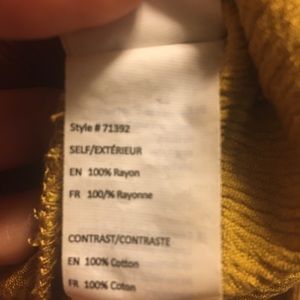 Style # 71392
SELF/EXTÉRIEUR
EN 100% Rayon
FR 100/% Rayonne
CONTRAST/CONTRASTE
EN 100% Cotton
FR 100% Coton